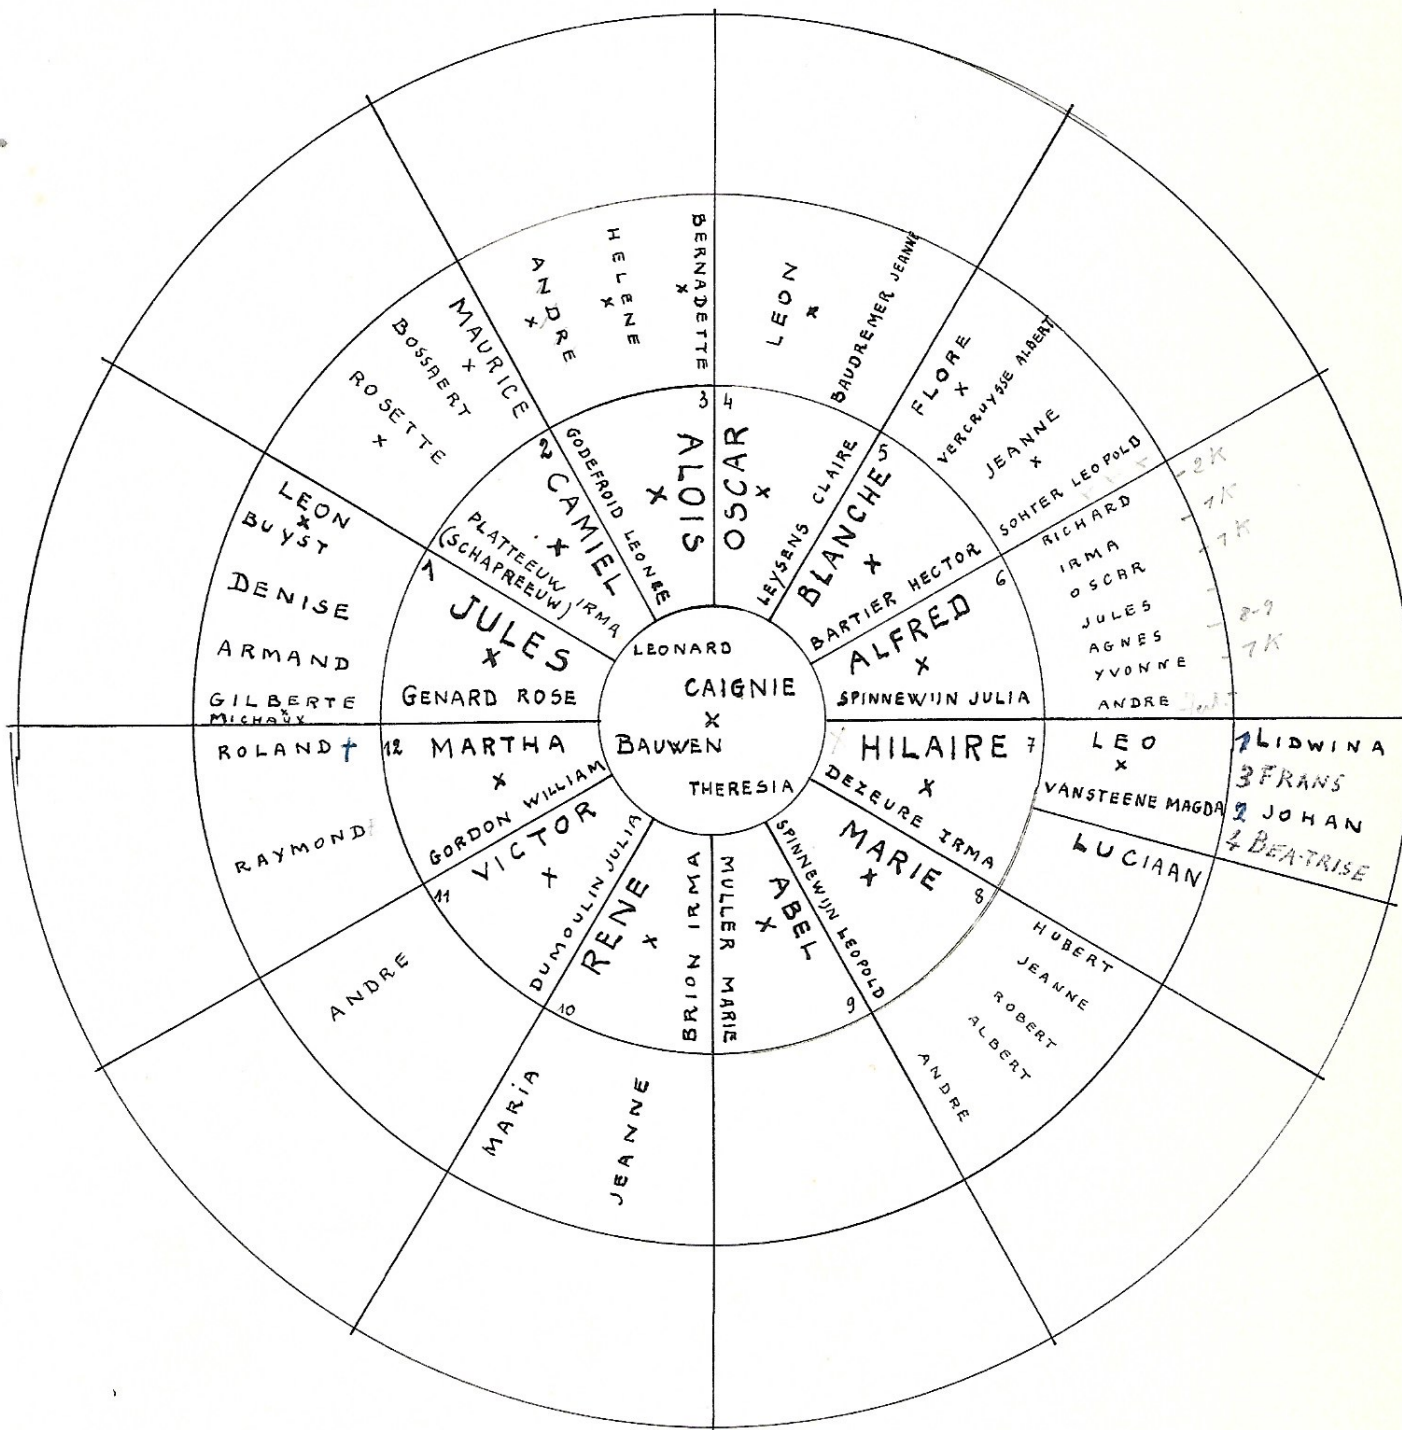 LEONARD
CAIGNIE
x
BAUWEN
THERESIA
1
JULES
x
GENARD ROSE
LEON
x
BUYST
DENISE
ARMAND
GILBERTE
x
MICHAUX
2
CAMIEL
x
PLATTEEUW IRMA
(SCHAPREEUW)
MAURICE
x
BOSSAERT
ROSETTE
x
3
ALOIS
x
GODEFROID LEONEE
ANDRE
x
HELENE
x
BERNADETTE
x
4
OSCAR
x
LEYSENS CLAIRE
LEON
x
BAUDREMER JEANNE
5
BLANCHE
x
BARTIER HECTOR
FLORE
x
VERCRUYSSE ALBERT
JEANNE
x
SOHTER LEOPOLD
6
ALFRED
x
SPINNEWIJN JULIA
RICHARD - 2K
IRMA - 1K
OSCAR - 1K
JULES -
AGNES - 8-9
YVONNE - 1K
ANDRE
7
HILAIRE
x
DEZEURE IRMA
LEO
x
VANSTEENE MAGDA
1 LIDWINA
3 FRANS
2 JOHAN
4 BEATRISE
LUCIAAN
8
MARIE
x
SPINNEWIJN LEOPOLD
HUBERT
JEANNE
ROBERT
ALBERT
ANDRE
9
ABEL
x
MULLER MARIE
10
RENE
x
BRION IRMA
MARIA
JEANNE
11
VICTOR
x
DUMOULIN JULIA
ANDRE
12
MARTHA
x
GORDON WILLIAM
ROLAND †
RAYMOND †